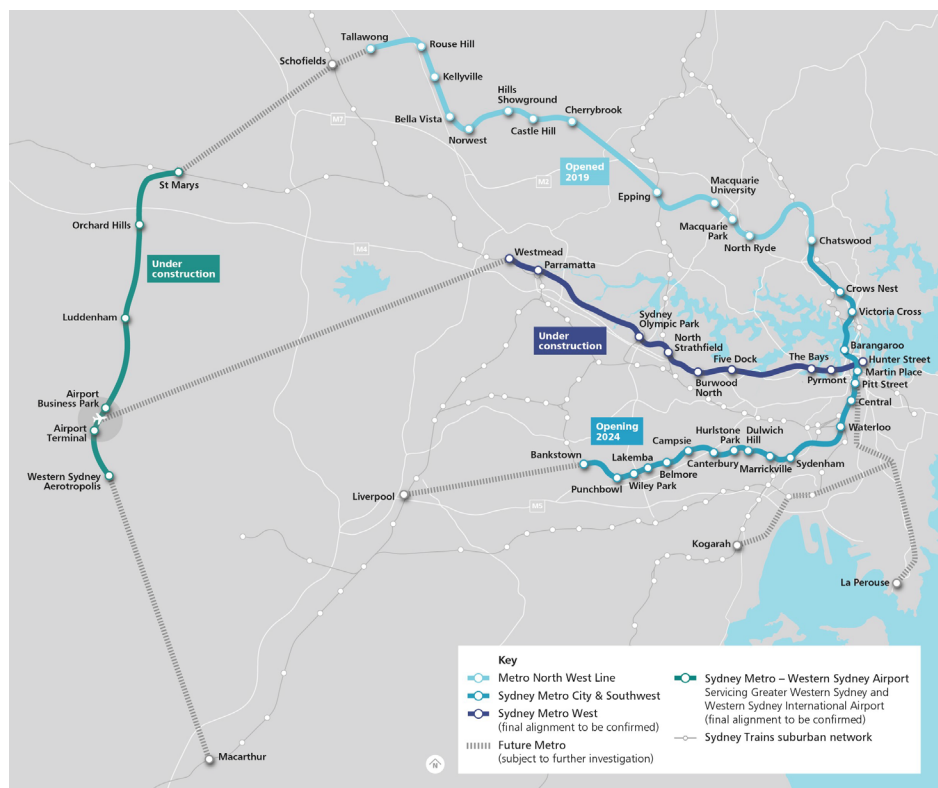 Tallawong
Rouse Hill
Schofields
Kellyville
Hills
Showground
Cherrybrook
Bella Vista
Castle Hill
Norwest
M7
M2
Opened
2019
St Marys
Epping
Macquarie
University
Macquarie
Park
North Ryde
Orchard Hills
Chatswood
M4
Westmead
Parramatta
Under
construction
Crows Nest
Luddenham
Sydney
Olympic Park
Victoria Cross
Under
construction
North
Strathfield
Barangaroo
Five Dock
The Bays
Hunter Street
Burwood
North
Pyrmont
Martin Place
Pitt Street
Airport
Business Park
Central
Airport
Terminal
Opening
2024
Waterloo
Bankstown
Lakemba
Campsie
Hurlstone
Park
Dulwich
Hill
Punchbowl
Wiley Park
Belmore
Canterbury
Marrickville
Sydenham
Western Sydney
Aerotropolis
Liverpool
M5
Kogarah
La Perouse
Macarthur
N
Key
Metro North West Line
Sydney Metro City & Southwest
Sydney Metro West
(final alignment to be confirmed)
Future Metro
(subject to further investigation)
Sydney Metro – Western Sydney Airport
Servicing Greater Western Sydney and
Western Sydney International Airport
(final alignment to be confirmed)
Sydney Trains suburban network